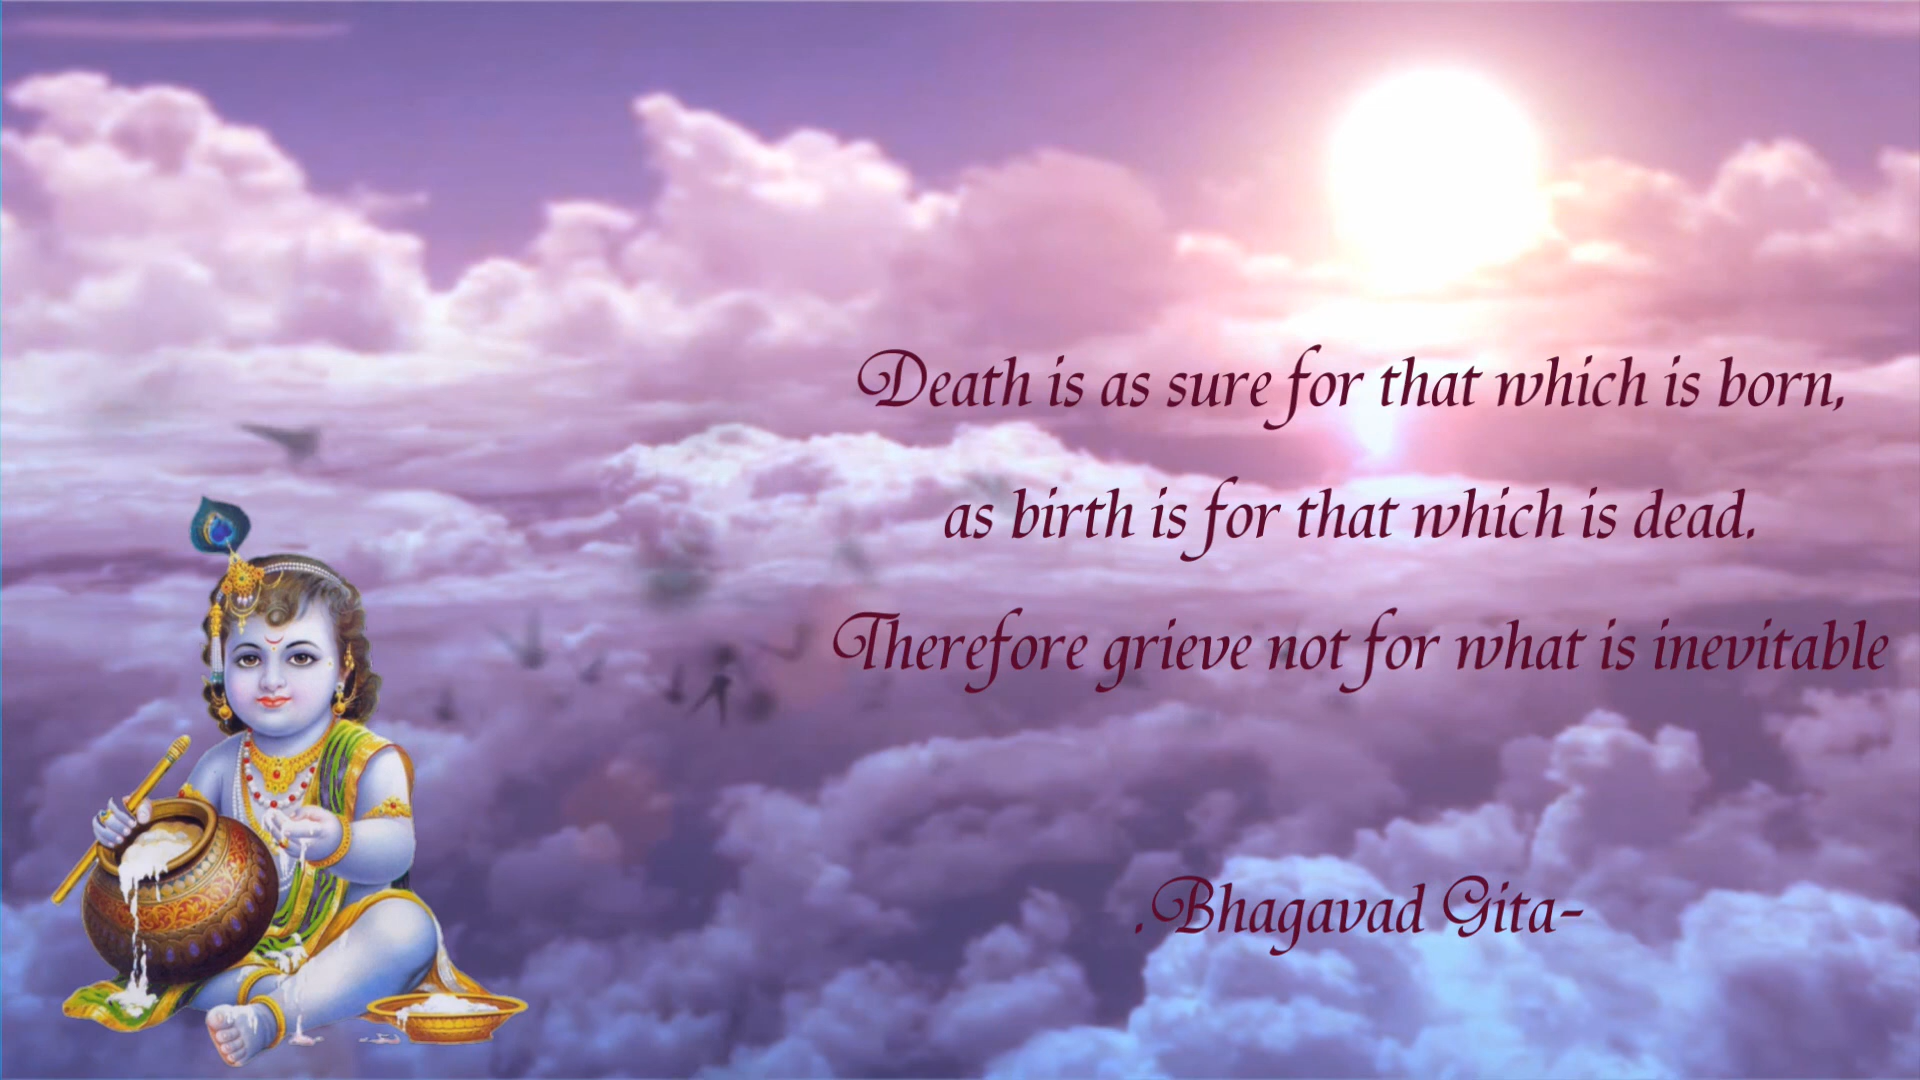 Death is as sure for that which is born,
as birth is for that which is dead.
Therefore grieve not for what is inevitable
.Bhagavad Gita-